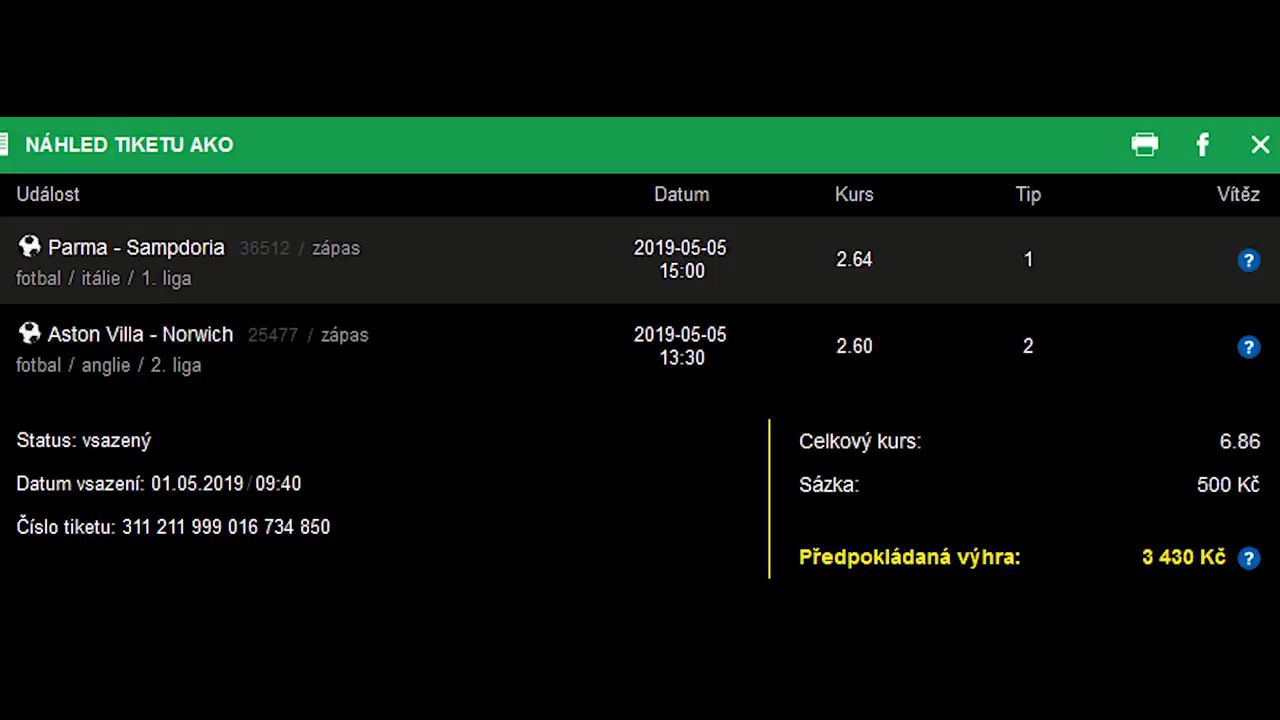 NÁHLED TIKETU AKO
Událost Datum Kurs Tip Vítěz
Parma - Sampdoria 36512 / zápas 2019-05-05 15:00 2.64 1 ?
fotbal / itálie / 1. liga
Aston Villa - Norwich 25477 / zápas 2019-05-05 13:30 2.60 2 ?
fotbal / anglie / 2. liga
Status: vsazený
Datum vsazení: 01.05.2019 / 09:40
Číslo tiketu: 311 211 999 016 734 850
Celkový kurs: 6.86
Sázka: 500 Kč
Předpokládaná výhra: 3 430 Kč ?